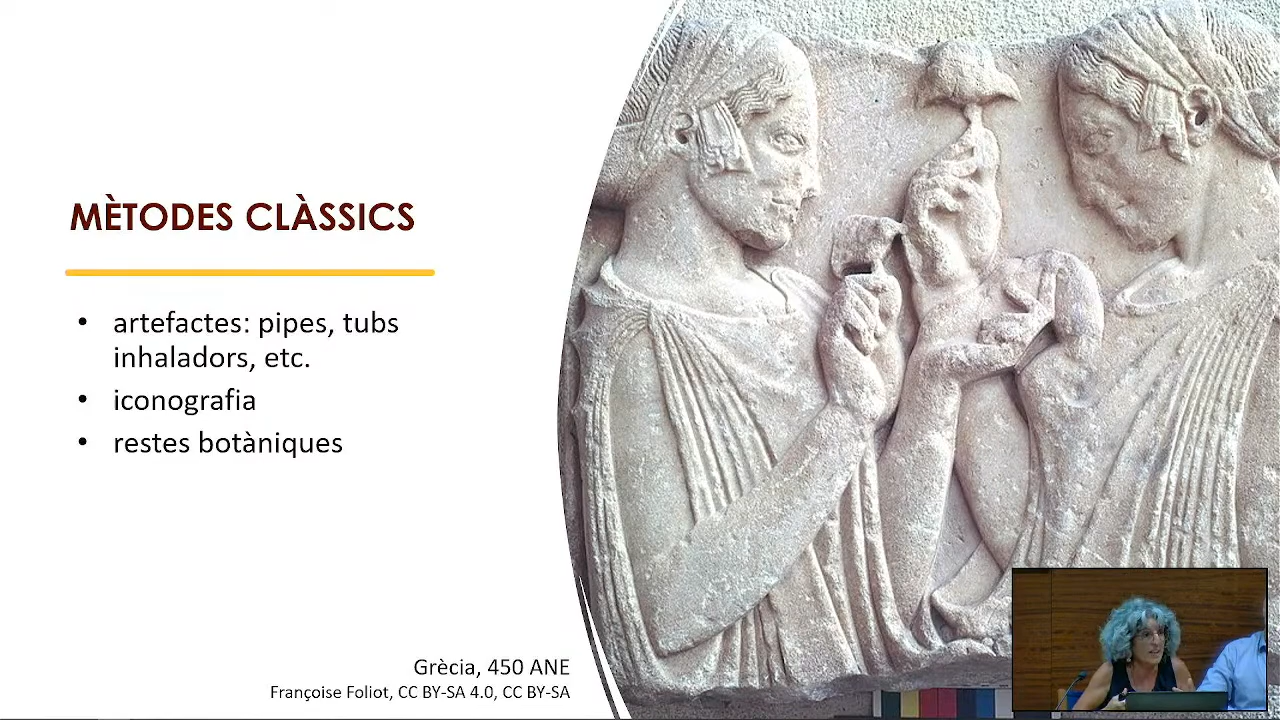 MÈTODES CLÀSSICS
• artefactes: pipes, tubs
inhaladors, etc.
• iconografia
• restes botàniques
Grècia, 450 ANE
Françoise Foliot, CC BY-SA 4.0, CC BY-SA